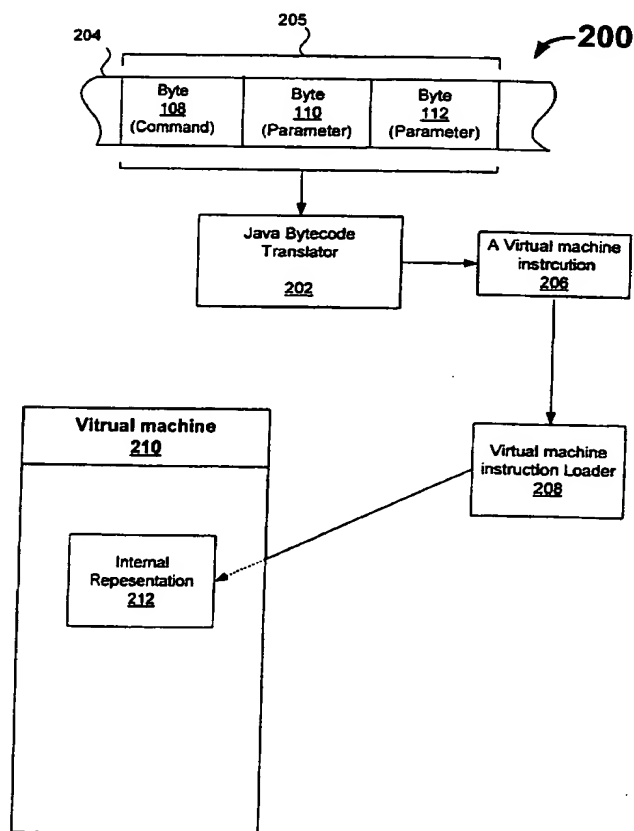 204
205
200
Byte
108
(Command)
Byte
110
(Parameter)
Byte
112
(Parameter)
Java Bytecode
Translator
202
A Virtual machine
instrcution
206
Vitrual machine
210
Virtual machine
instruction Loader
208
Internal
Repesentation
212